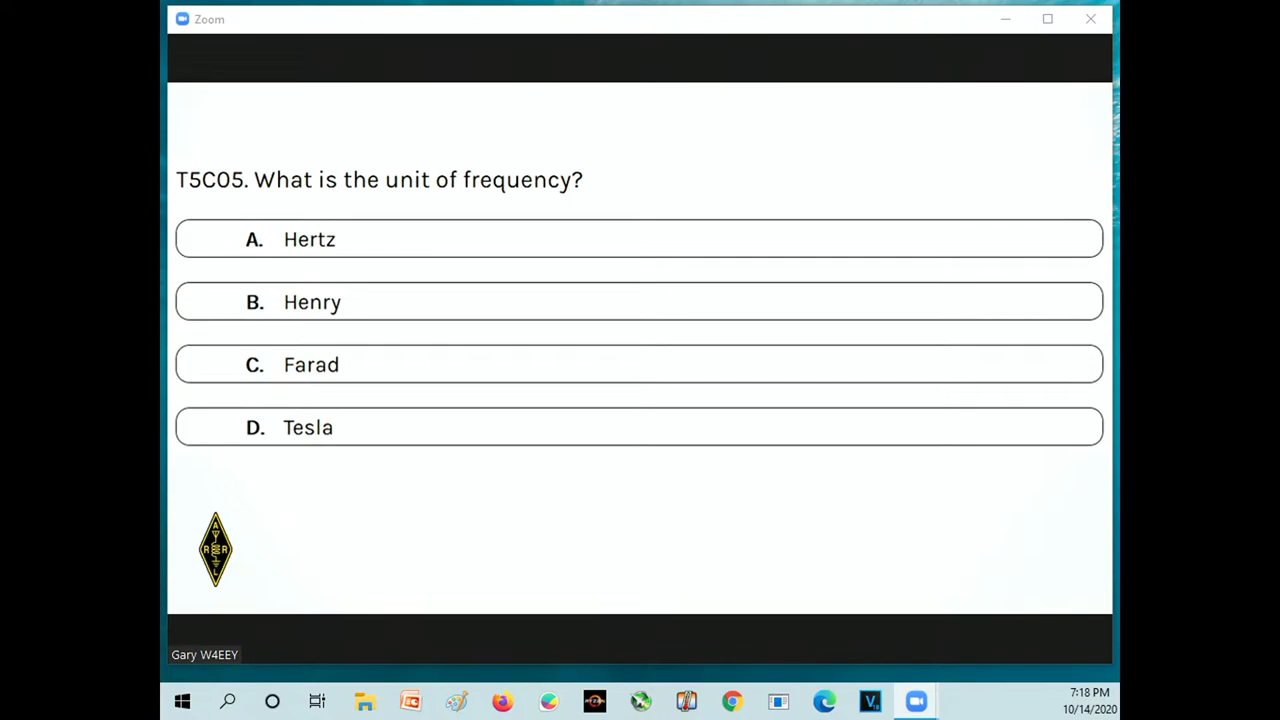 Zoom
T5C05. What is the unit of frequency?
A. Hertz
B. Henry
C. Farad
D. Tesla
A
R R
L
Gary W4EEY
7:18 PM
10/14/2020